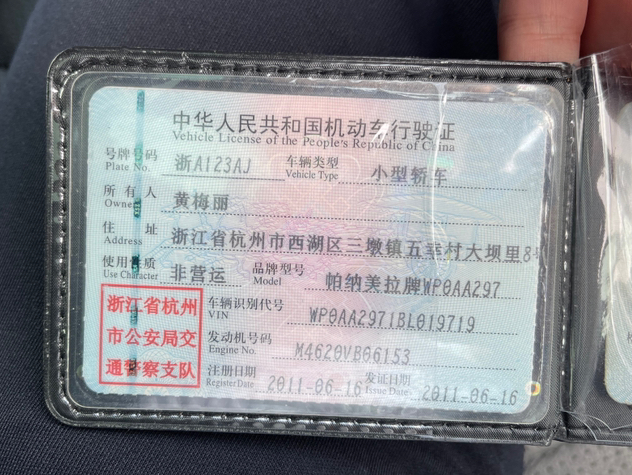 中华人民共和国机动车行驶证
Vehicle License of the People's Republic of China
号牌号码 浙A123AJ 车辆类型 小型轿车
Plate No. Vehicle Type
所有人 黄梅丽
Owner
住址 浙江省杭州市西湖区三墩镇五幸村大坝里8号
Address
使用性质 非营运 品牌型号 帕纳美拉牌WP0AA297
Use Character Model
浙江省杭州 车辆识别代号 WP0AA2971BL019719
VIN
市公安局交 发动机号码 M4620VB06153
Engine No.
通警察支队 注册日期 2011-06-16 发证日期 2011-06-16
Register Date Issue Date